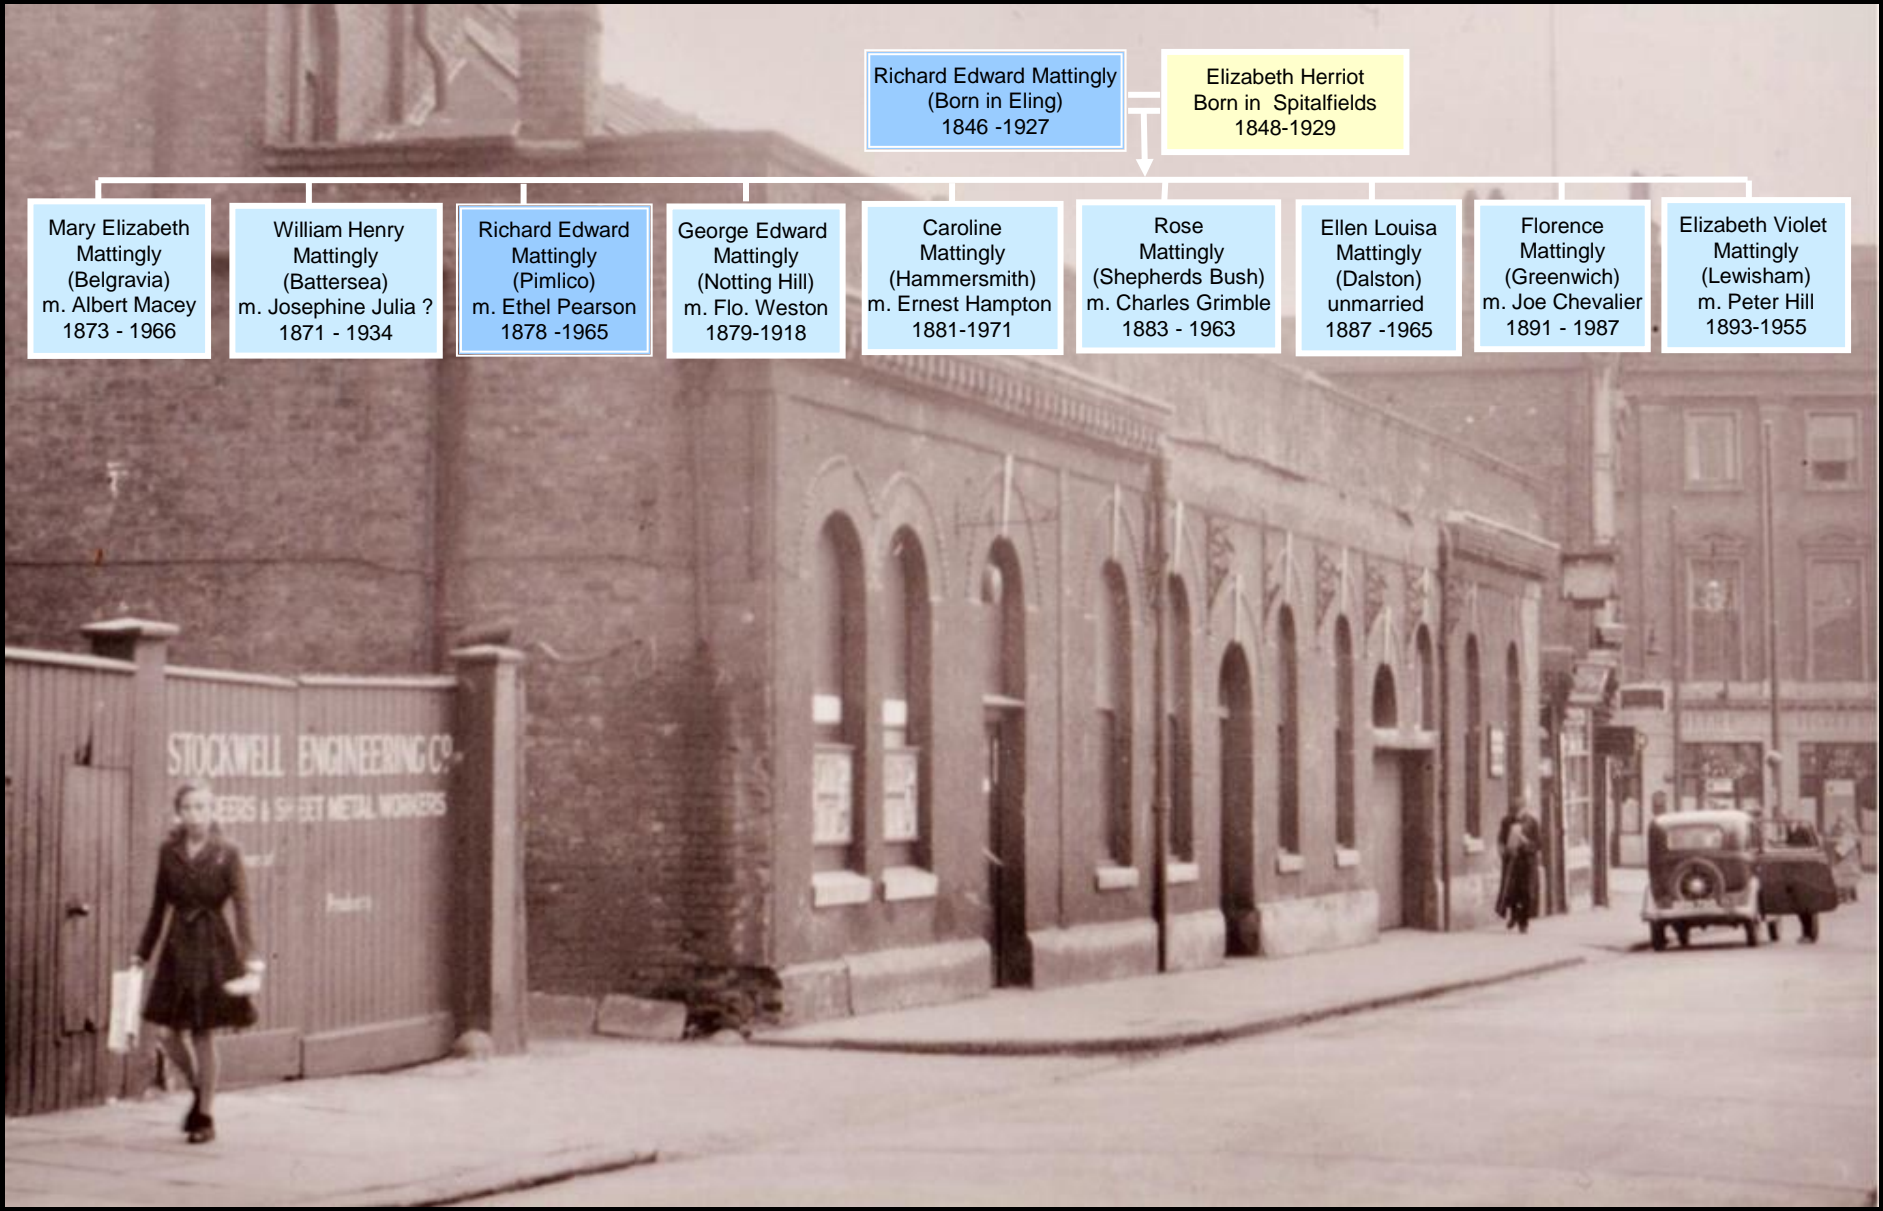 Richard Edward Mattingly
(Born in Eling)
1846 -1927
Elizabeth Herriot
Born in Spitalfields
1848-1929
Mary Elizabeth
Mattingly
(Belgravia)
m. Albert Macey
1873 - 1966
William Henry
Mattingly
(Battersea)
m. Josephine Julia ?
1871 - 1934
Richard Edward
Mattingly
(Pimlico)
m. Ethel Pearson
1878 -1965
George Edward
Mattingly
(Notting Hill)
m. Flo. Weston
1879-1918
Caroline
Mattingly
(Hammersmith)
m. Ernest Hampton
1881-1971
Rose
Mattingly
(Shepherds Bush)
m. Charles Grimble
1883 - 1963
Ellen Louisa
Mattingly
(Dalston)
unmarried
1887 -1965
Florence
Mattingly
(Greenwich)
m. Joe Chevalier
1891 - 1987
Elizabeth Violet
Mattingly
(Lewisham)
m. Peter Hill
1893-1955
STOCKWELL ENGINEERING Co
& SHEET METAL WORKERS